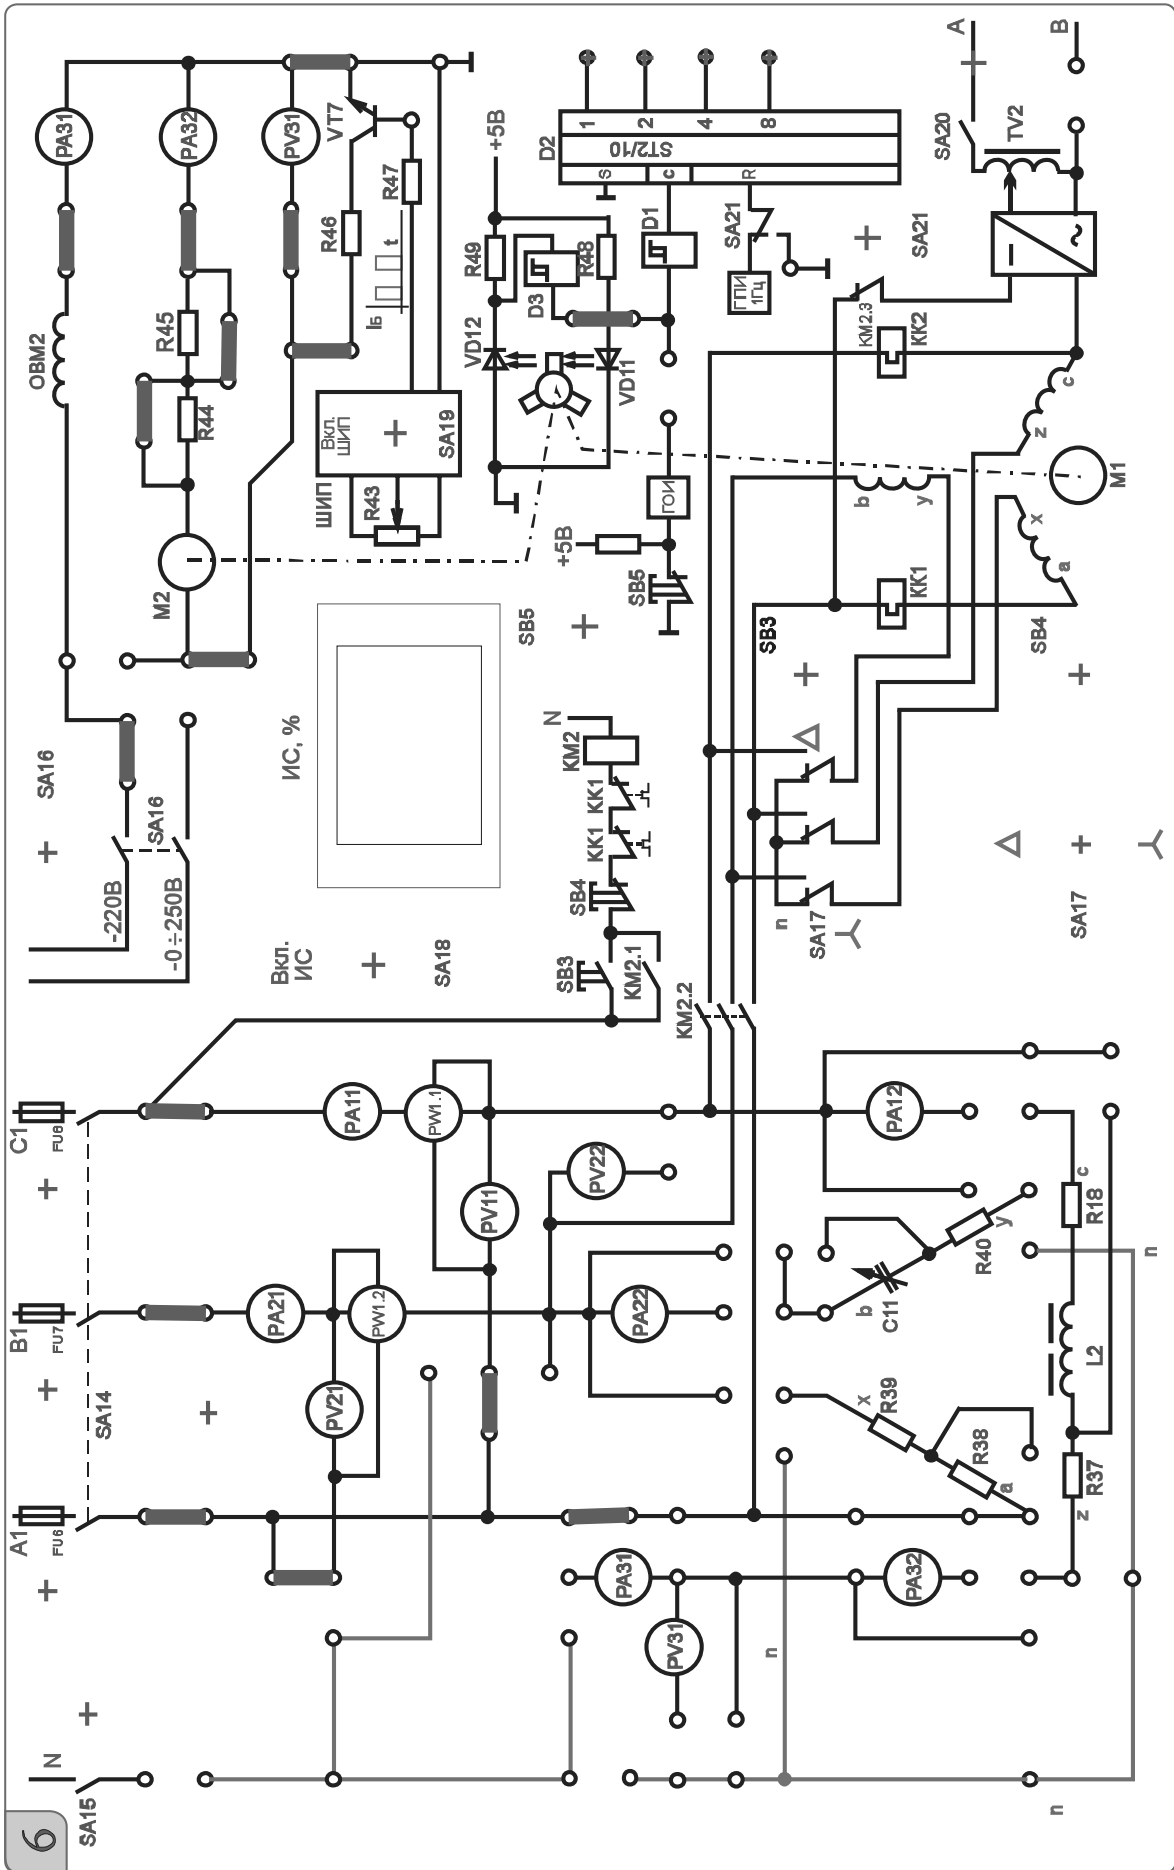 6
N
SA15
A1
FU6
B1
FU7
C1
FU8
SA14
PV21
PA21
PW1.2
PA11
PW1.1
PV11
PV22
PA22
PA31
PV31
PA32
PA12
n
n
n
x
R39
R38
a
b
C11
R40
y
c
R18
L2
R37
z
-220В
-0÷250В
SA16
SA16
Вкл.
ИС
SA18
ИС, %
SB3
KM2.1
SB4
KK1
KK1
KM2
N
KM2.2
n
SA17
SA17
SB3
SB4
SB5
SB5
+5В
ГОИ
M2
M1
R44
R45
ОВМ2
PA31
PA32
PV31
VT7
R46
R47
Iб
t
ШИП
Вкл.
ШИП
SA19
R43
VD12
VD11
R49
R48
D3
+5В
D1
D2
ST2/10
S
c
R
1
2
4
8
SA21
ГПИ
1Гц
SA21
KM2.3
KK2
KK1
b
y
z
c
x
a
A
B
SA20
TV2